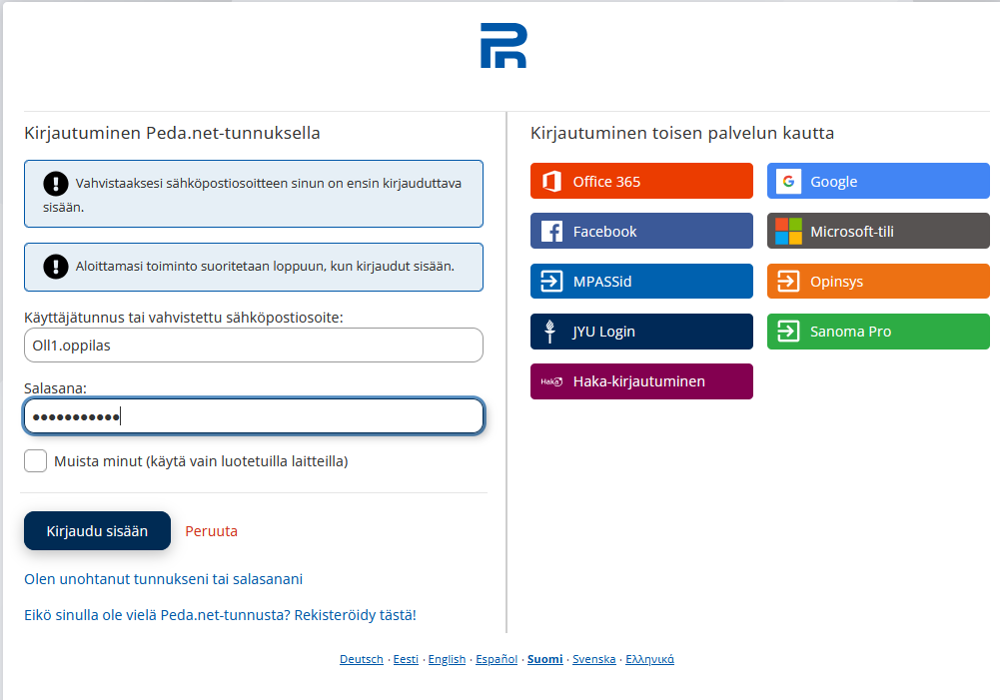 Kirjautuminen Peda.net-tunnuksella
Vahvistaaksesi sähköpostiosoitteen sinun on ensin kirjauduttava
sisään.
Aloittamasi toiminto suoritetaan loppuun, kun kirjaudut sisään.
Käyttäjätunnus tai vahvistettu sähköpostiosoite:
Oll1.oppilas
Salasana:
•••••••••••
Muista minut (käytä vain luotetuilla laitteilla)
Kirjaudu sisään Peruuta
Olen unohtanut tunnukseni tai salasanani
Eikö sinulla ole vielä Peda.net-tunnusta? Rekisteröidy tästä!
Kirjautuminen toisen palvelun kautta
Office 365 Google
Facebook Microsoft-tili
MPASSid Opinsys
JYU Login Sanoma Pro
Haka Haka-kirjautuminen
Deutsch · Eesti · English · Español · Suomi · Svenska · Ελληνικά